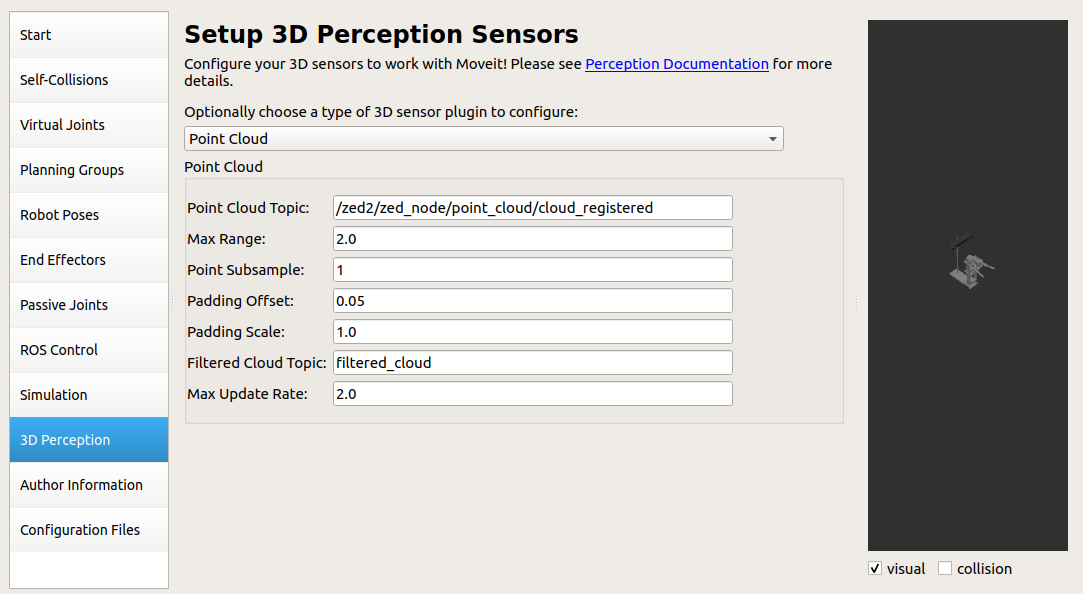 Start
Self-Collisions
Virtual Joints
Planning Groups
Robot Poses
End Effectors
Passive Joints
ROS Control
Simulation
3D Perception
Author Information
Configuration Files
Setup 3D Perception Sensors
Configure your 3D sensors to work with Moveit! Please see Perception Documentation for more
details.
Optionally choose a type of 3D sensor plugin to configure:
Point Cloud
Point Cloud
Point Cloud Topic: /zed2/zed_node/point_cloud/cloud_registered
Max Range: 2.0
Point Subsample: 1
Padding Offset: 0.05
Padding Scale: 1.0
Filtered Cloud Topic: filtered_cloud
Max Update Rate: 2.0
visual collision